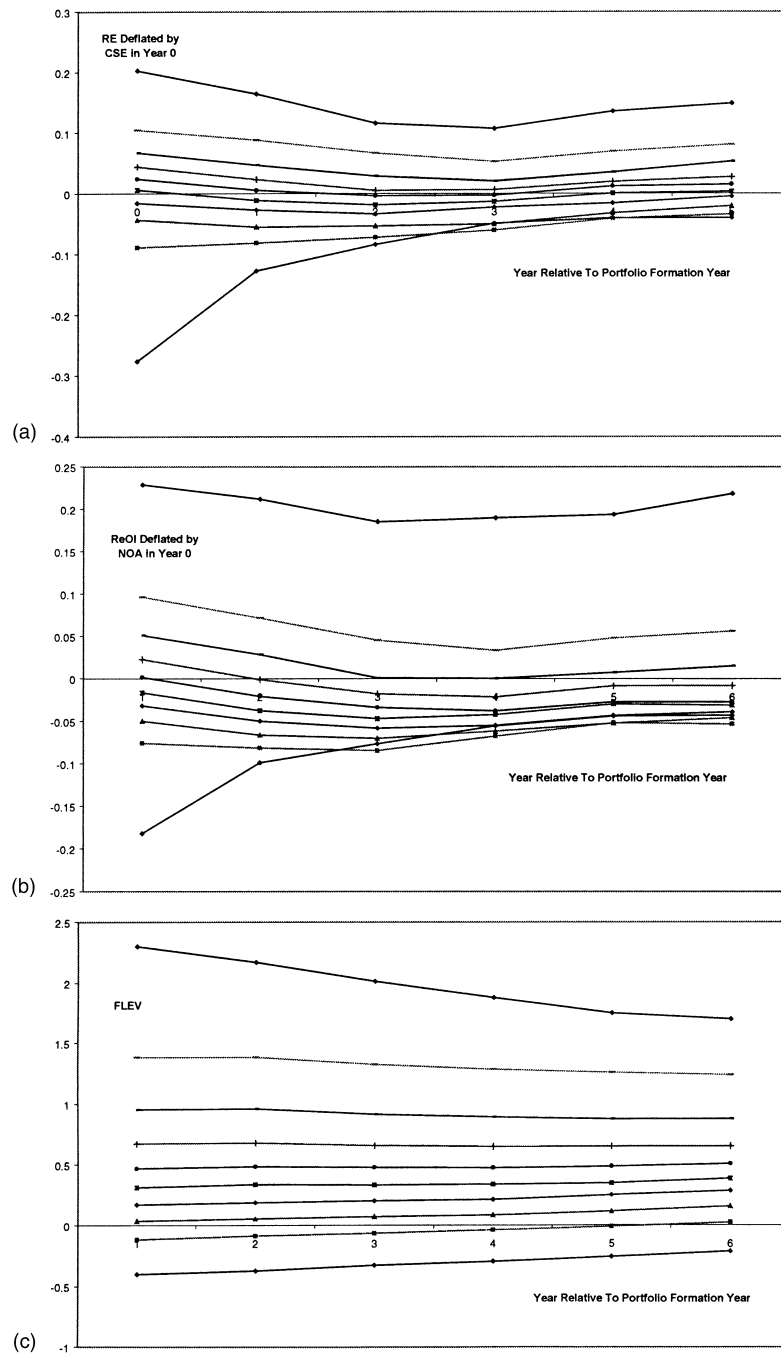 0.3
RE Deflated by
CSE in Year 0
0.2
0.1
0
0 3
-0.1
Year Relative To Portfolio Formation Year
-0.2
-0.3
-0.4
(a)
0.25
0.2
ReOI Deflated by
NOA in Year 0
0.15
0.1
0.05
0
1 2 3 4 5 6
-0.05
-0.1
Year Relative To Portfolio Formation Year
-0.15
-0.2
-0.25
(b)
2.5
2
FLEV
1.5
1
0.5
0
1 2 3 4 5 6
-0.5
Year Relative To Portfolio Formation Year
-1
(c)